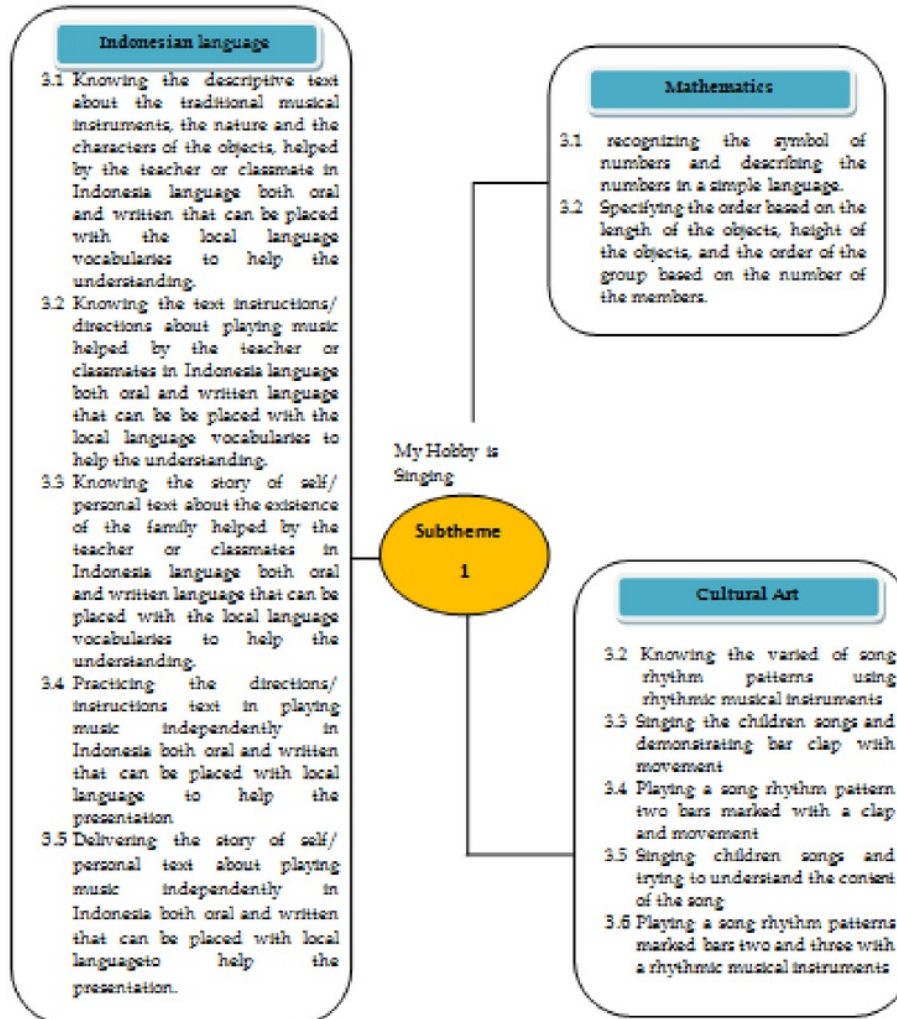 Indonesian language
3.1 Knowing the descriptive text
about the traditional musical
instruments, the nature and the
characters of the objects, helped
by the teacher or classmate in
Indonesia language both oral
and written that can be placed
with the local language
vocabularies to help the
understanding.
3.2 Knowing the text instructions/
directions about playing music
helped by the teacher or
classmates in Indonesia language
both oral and written language
that can be be placed with the
local language vocabularies to
help the understanding.
3.3 Knowing the story of self/
personal text about the existence
of the family helped by the
teacher or classmates in
Indonesia language both oral
and written language that can be
placed with the local language
vocabularies to help the
understanding.
3.4 Practicing the directions/
instructions text in playing
music independently in
Indonesia both oral and written
that can be placed with local
language to help the
presentation
3.5 Delivering the story of self/
personal text about playing
music independently in
Indonesia both oral and written
that can be placed with local
languageto help the
presentation.
Mathematics
3.1 recognizing the symbol of
numbers and describing the
numbers in a simple language.
3.2 Specifying the order based on the
length of the objects, height of
the objects, and the order of the
group based on the number of
the members.
My Hobby is
Singing
Subtheme
1
Cultural Art
3.2 Knowing the varied of song
rhythm patterns using
rhythmic musical instruments
3.3 Singing the children songs and
demonstrating bar clap with
movement
3.4 Playing a song rhythm pattern
two bars marked with a clap
and movement
3.5 Singing children songs and
trying to understand the content
of the song
3.6 Playing a song rhythm patterns
marked bars two and three with
a rhythmic musical instruments